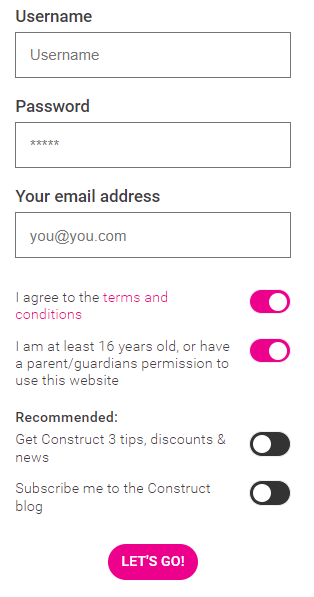 Username
Username
Password
*****
Your email address
you@you.com
I agree to the terms and
conditions
I am at least 16 years old, or have
a parent/guardians permission to
use this website
Recommended:
Get Construct 3 tips, discounts &
news
Subscribe me to the Construct
blog
LET'S GO!